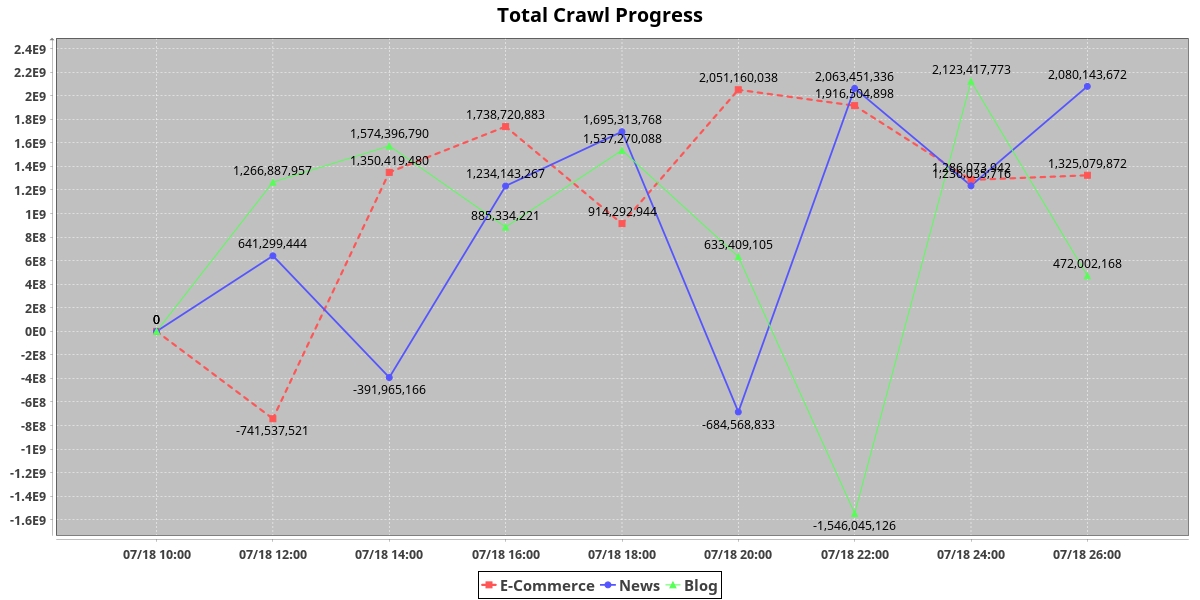 Total Crawl Progress
2.4E9
2.2E9
2E9
1.8E9
1.6E9
1.4E9
1.2E9
1E9
8E8
6E8
4E8
2E8
0E0
-2E8
-4E8
-6E8
-8E8
-1E9
-1.2E9
-1.4E9
-1.6E9
0
1,266,887,957
641,299,444
-741,537,521
1,574,396,790
1,350,419,480
-391,965,166
1,738,720,883
1,234,143,267
885,334,221
1,695,313,768
1,537,270,088
914,292,944
2,051,160,038
633,409,105
-684,568,833
2,063,451,336
1,916,504,898
-1,546,045,126
2,123,417,773
1,286,073,942
1,236,035,716
2,080,143,672
1,325,079,872
472,002,168
07/18 10:00 07/18 12:00 07/18 14:00 07/18 16:00 07/18 18:00 07/18 20:00 07/18 22:00 07/18 24:00 07/18 26:00
E-Commerce News Blog